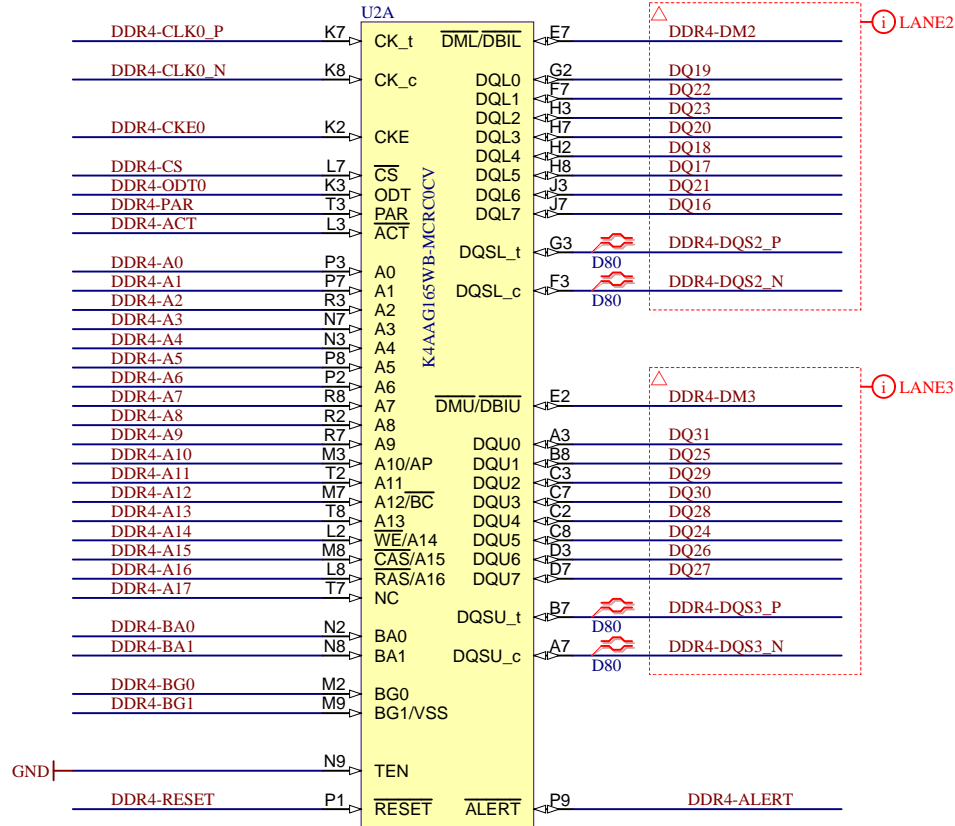 U2A
DDR4-CLK0_P K7 CK_t DML/DBIL E7 DDR4-DM2 LANE2
DDR4-CLK0_N K8 CK_c DQL0 G2 DQ19
DQL1 F7 DQ22
DQL2 H3 DQ23
DDR4-CKE0 K2 CKE DQL3 H7 DQ20
DQL4 H2 DQ18
DDR4-CS L7 CS DQL5 H8 DQ17
DDR4-ODT0 K3 ODT DQL6 J3 DQ21
DDR4-PAR T3 PAR DQL7 J7 DQ16
DDR4-ACT L3 ACT
DQSL_t G3 D80 DDR4-DQS2_P
DDR4-A0 P3 A0
DDR4-A1 P7 A1 DQSL_c F3 D80 DDR4-DQS2_N
DDR4-A2 R3 A2
DDR4-A3 N7 A3
K4AAG165WB-MCRC0CV
DDR4-A4 N3 A4
DDR4-A5 P8 A5
DDR4-A6 P2 A6
DDR4-A7 R8 A7 DMU/DBIU E2 DDR4-DM3 LANE3
DDR4-A8 R2 A8
DDR4-A9 R7 A9 DQU0 A3 DQ31
DDR4-A10 M3 A10/AP DQU1 B8 DQ25
DDR4-A11 T2 A11 DQU2 C3 DQ29
DDR4-A12 M7 A12/BC DQU3 C7 DQ30
DDR4-A13 T8 A13 DQU4 C2 DQ28
DDR4-A14 L2 WE/A14 DQU5 C8 DQ24
DDR4-A15 M8 CAS/A15 DQU6 D3 DQ26
DDR4-A16 L8 RAS/A16 DQU7 D7 DQ27
DDR4-A17 T7 NC
DQSU_t B7 D80 DDR4-DQS3_P
DDR4-BA0 N2 BA0
DDR4-BA1 N8 BA1 DQSU_c A7 D80 DDR4-DQS3_N
DDR4-BG0 M2 BG0
DDR4-BG1 M9 BG1/VSS
GND N9 TEN
DDR4-RESET P1 RESET ALERT P9 DDR4-ALERT